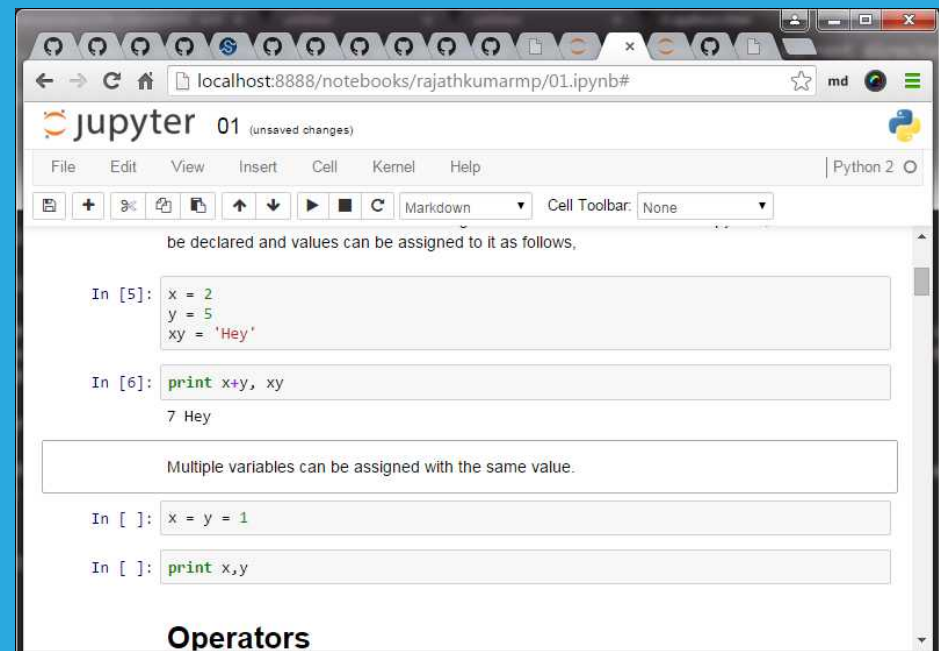 localhost:8888/notebooks/rajathkumarmp/01.ipynb#
md
jupyter 01 (unsaved changes)
File Edit View Insert Cell Kernel Help Python 2
Markdown Cell Toolbar: None
be declared and values can be assigned to it as follows,
In [5]: x = 2
y = 5
xy = 'Hey'
In [6]: print x+y, xy
7 Hey
Multiple variables can be assigned with the same value.
In [ ]: x = y = 1
In [ ]: print x,y
Operators